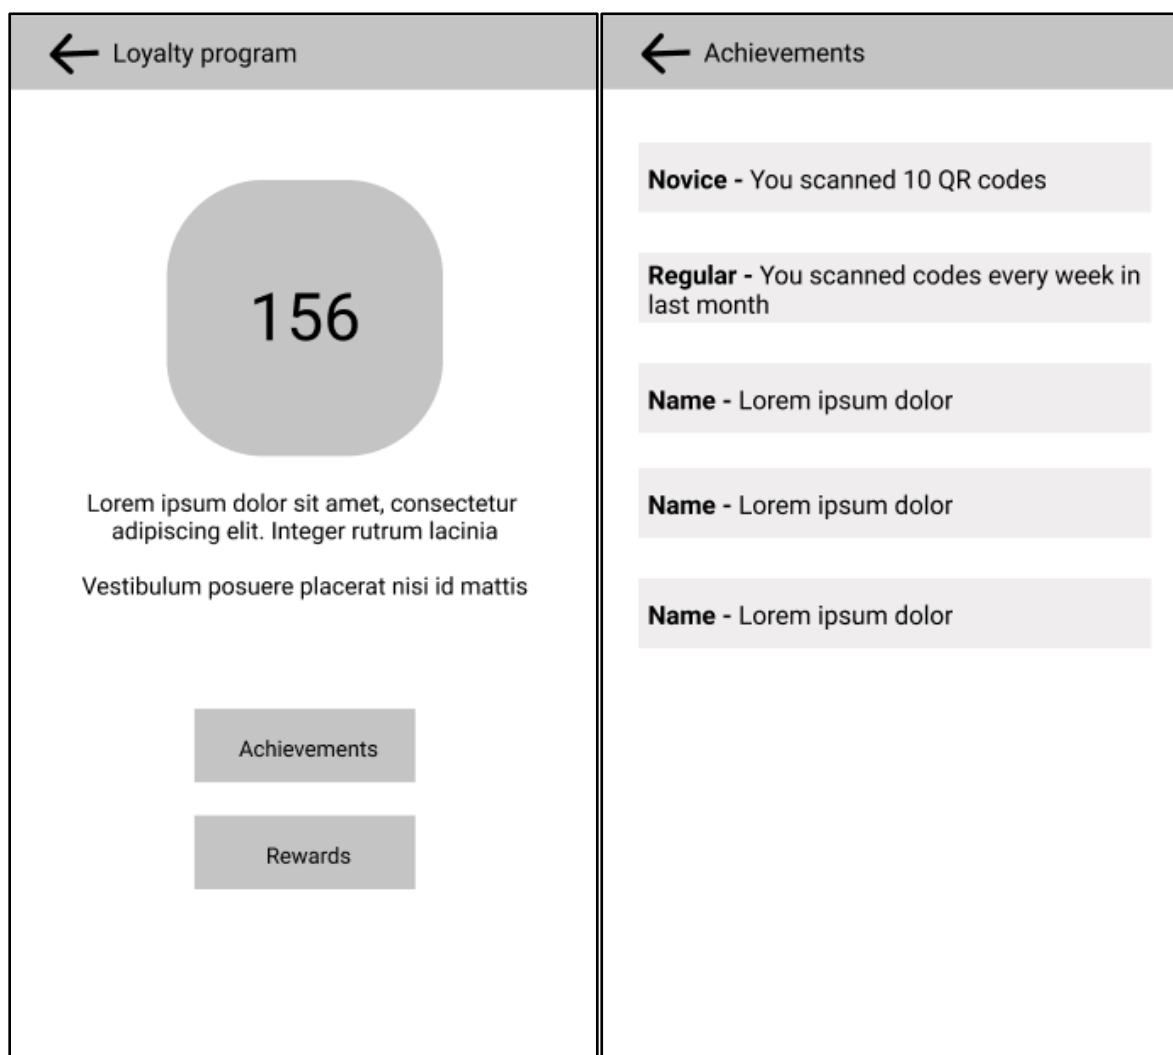 Loyalty program
156
Lorem ipsum dolor sit amet, consectetur
adipiscing elit. Integer rutrum lacinia
Vestibulum posuere placerat nisi id mattis
Achievements
Rewards
Achievements
Novice - You scanned 10 QR codes
Regular - You scanned codes every week in
last month
Name - Lorem ipsum dolor
Name - Lorem ipsum dolor
Name - Lorem ipsum dolor